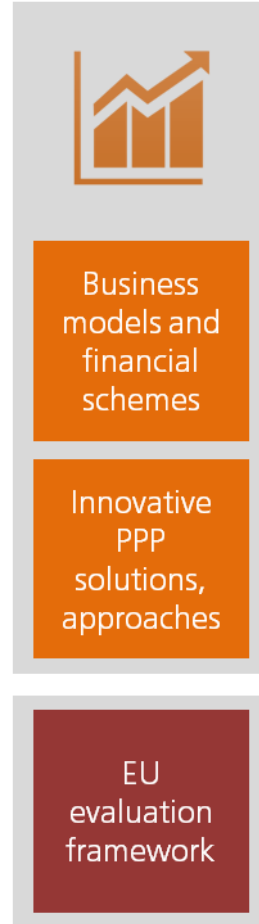 Business
models and
financial
schemes
Innovative
PPP
solutions,
approaches
EU
evaluation
framework